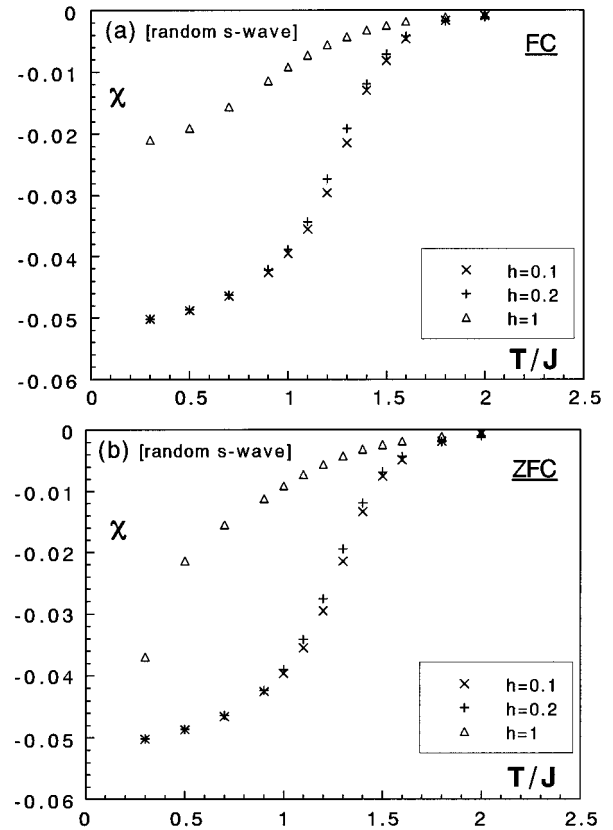 (a) [random s-wave]
FC
χ
0
-0.01
-0.02
-0.03
-0.04
-0.05
-0.06
× h=0.1
+ h=0.2
△ h=1
T/J
0 0.5 1 1.5 2 2.5
(b) [random s-wave]
ZFC
χ
0
-0.01
-0.02
-0.03
-0.04
-0.05
-0.06
× h=0.1
+ h=0.2
△ h=1
T/J
0 0.5 1 1.5 2 2.5